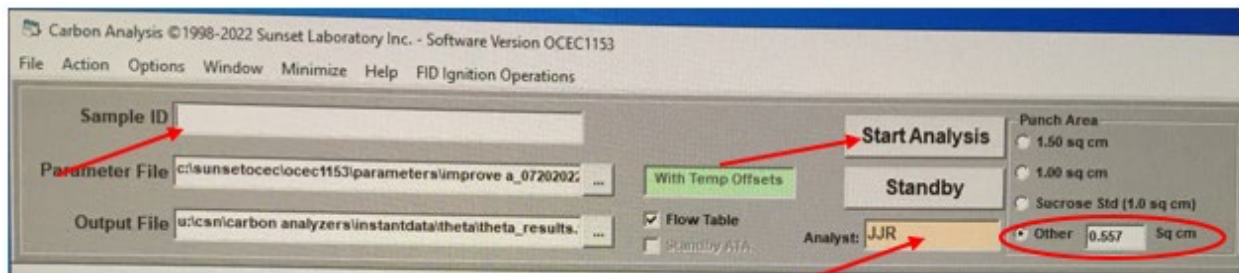 Carbon Analysis ©1998-2022 Sunset Laboratory Inc. - Software Version OCEC1153
File Action Options Window Minimize Help FID Ignition Operations
Sample ID
Parameter File c:\sunsetocec\ocec1153\parameters\improve a_07202022 ...
Output File u:\csn\carbon analyzers\instantdata\theta\theta_results. ...
With Temp Offsets
Flow Table
Standby ATA
Start Analysis
Standby
Analyst: JJR
Punch Area
1.50 sq cm
1.00 sq cm
Sucrose Std (1.0 sq cm)
Other 0.557 Sq cm